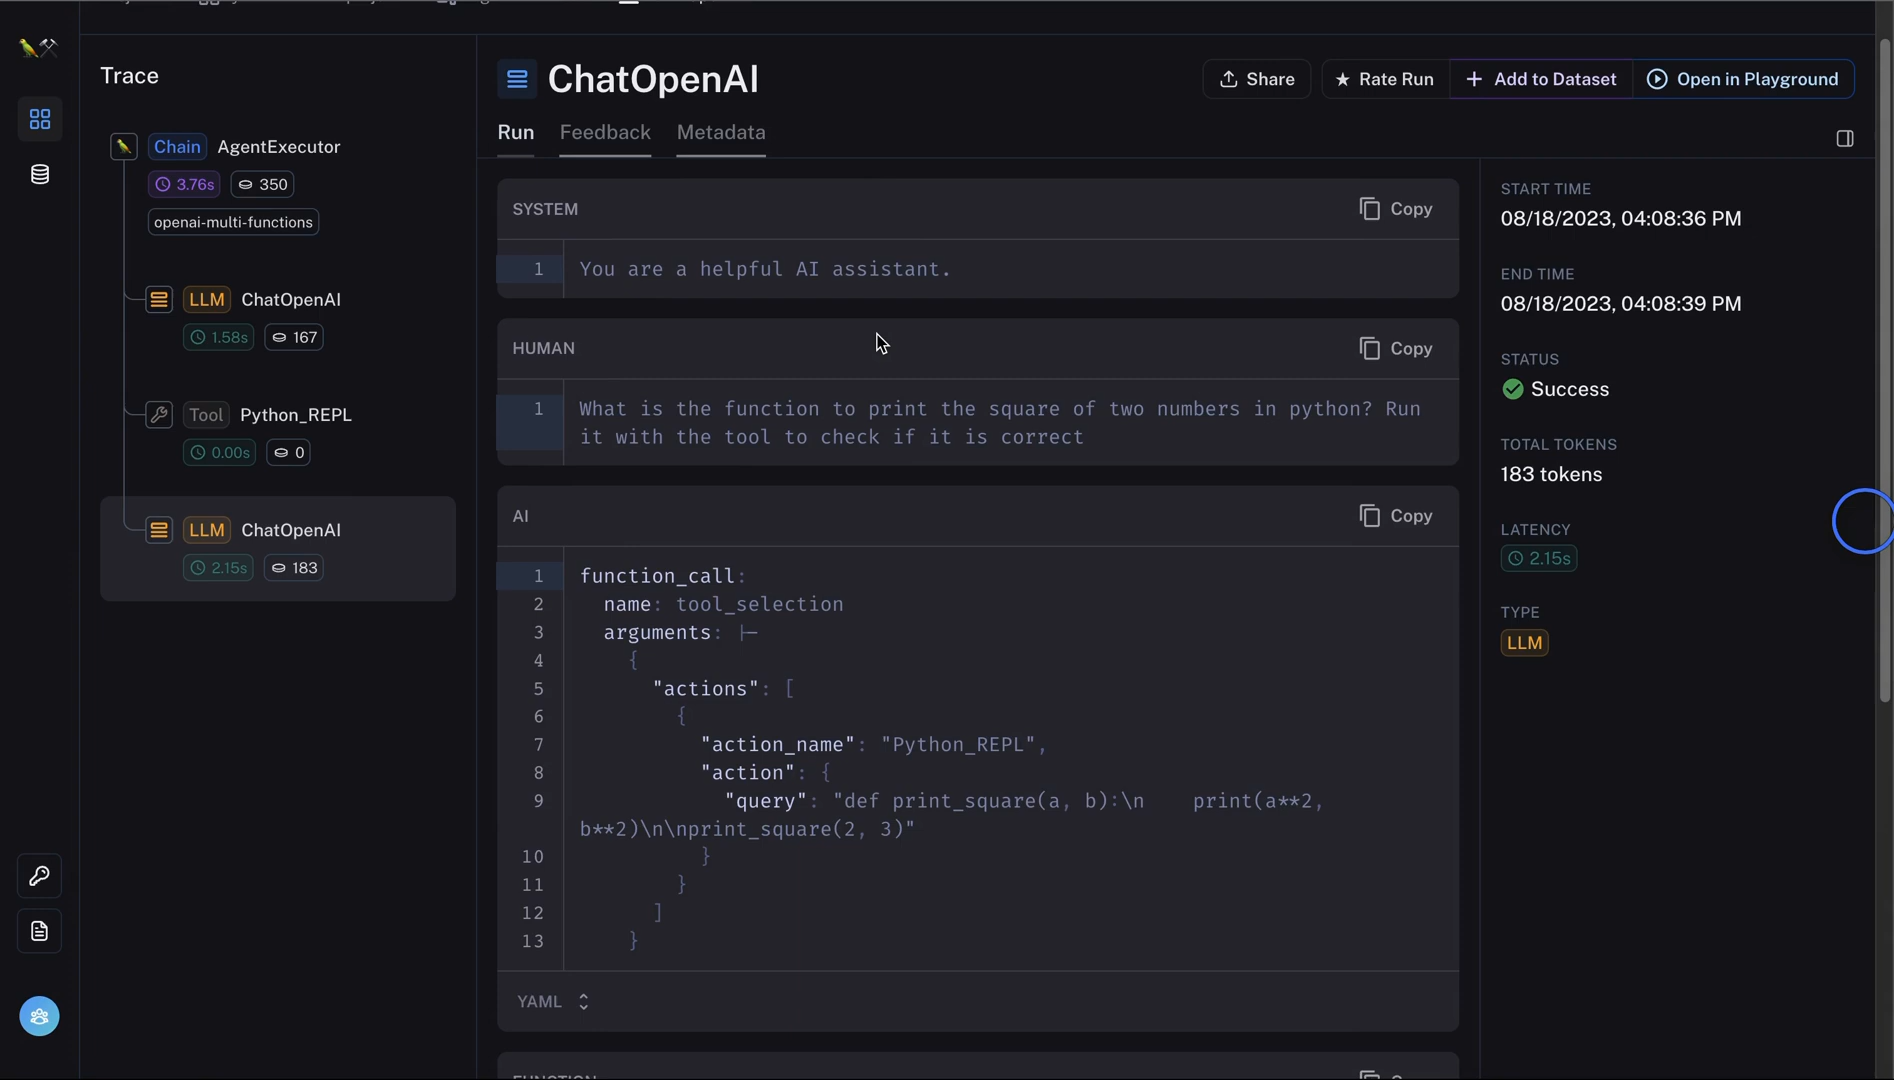 Trace
Chain AgentExecutor
3.76s 350
openai-multi-functions
LLM ChatOpenAI
1.58s 167
Tool Python_REPL
0.00s 0
LLM ChatOpenAI
2.15s 183
ChatOpenAI
Share
Rate Run
Add to Dataset
Open in Playground
Run Feedback Metadata
SYSTEM
Copy
1 You are a helpful AI assistant.
HUMAN
Copy
1 What is the function to print the square of two numbers in python? Run
it with the tool to check if it is correct
AI
Copy
1 function_call:
2 name: tool_selection
3 arguments: |-
4 {
5 "actions": [
6 {
7 "action_name": "Python_REPL",
8 "action": {
9 "query": "def print_square(a, b):\n    print(a**2,
b**2)\n\nprint_square(2, 3)"
10 }
11 }
12 ]
13 }
YAML
START TIME
08/18/2023, 04:08:36 PM
END TIME
08/18/2023, 04:08:39 PM
STATUS
Success
TOTAL TOKENS
183 tokens
LATENCY
2.15s
TYPE
LLM